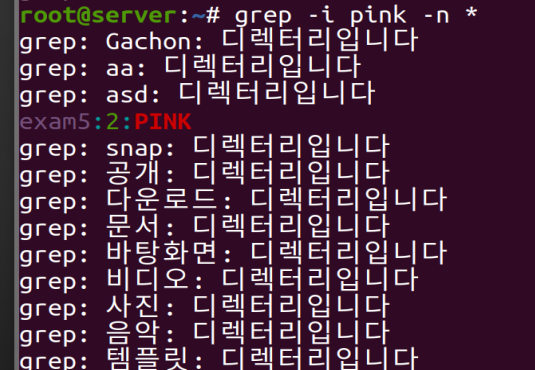 root@server:~# grep -i pink -n *
grep: Gachon: 디렉터리입니다
grep: aa: 디렉터리입니다
grep: asd: 디렉터리입니다
exam5:2:PINK
grep: snap: 디렉터리입니다
grep: 공개: 디렉터리입니다
grep: 다운로드: 디렉터리입니다
grep: 문서: 디렉터리입니다
grep: 바탕화면: 디렉터리입니다
grep: 비디오: 디렉터리입니다
grep: 사진: 디렉터리입니다
grep: 음악: 디렉터리입니다
grep: 템플릿: 디렉터리입니다